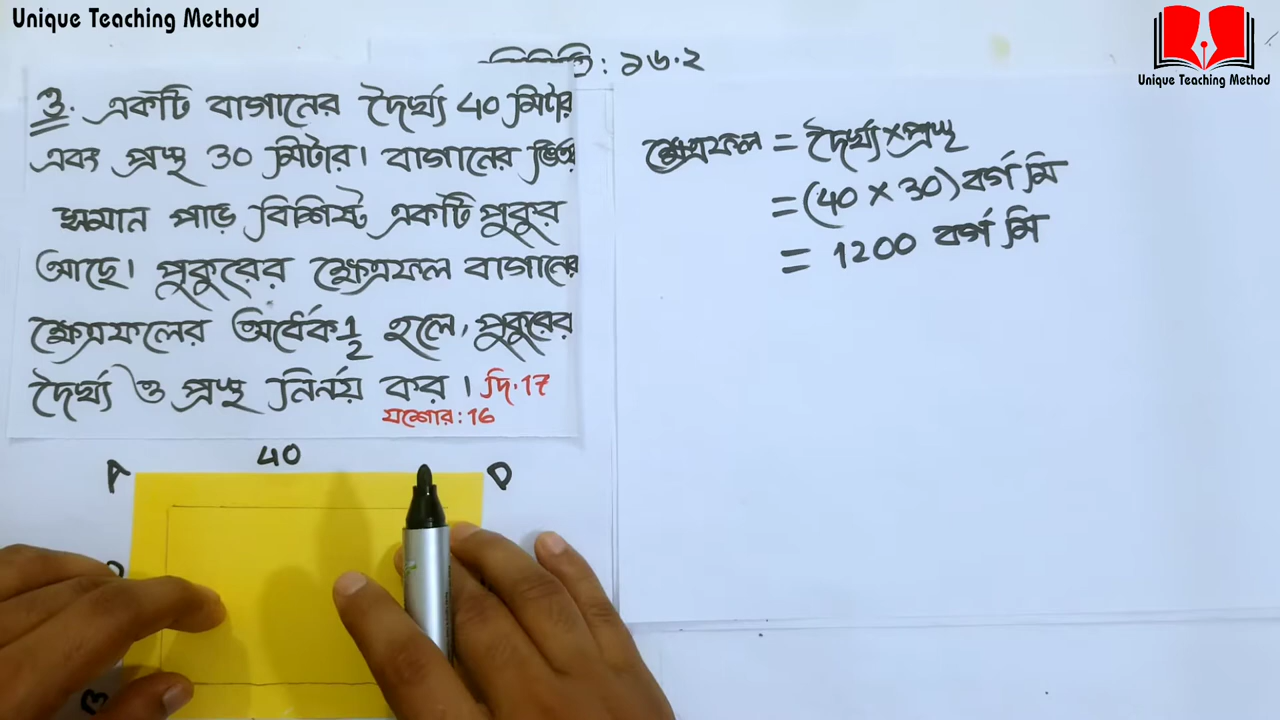 Unique Teaching Method
Unique Teaching Method
: ১৬.২
৩. একটি বাগানের দৈর্ঘ্য 40 মিটার
এবং প্রস্থ 30 মিটার। বাগানের ভিতর
সমান পাড় বিশিষ্ট একটি পুকুর
আছে। পুকুরের ক্ষেত্রফল বাগানের
ক্ষেত্রফলের অর্ধেক 1/2 হলে, পুকুরের
দৈর্ঘ্য ও প্রস্থ নির্নয় কর। দি.17
যশোর:16
ক্ষেত্রফল = দৈর্ঘ্য×প্রস্থ
= (40 × 30) বর্গ মি
= 1200 বর্গ মি
40
A D